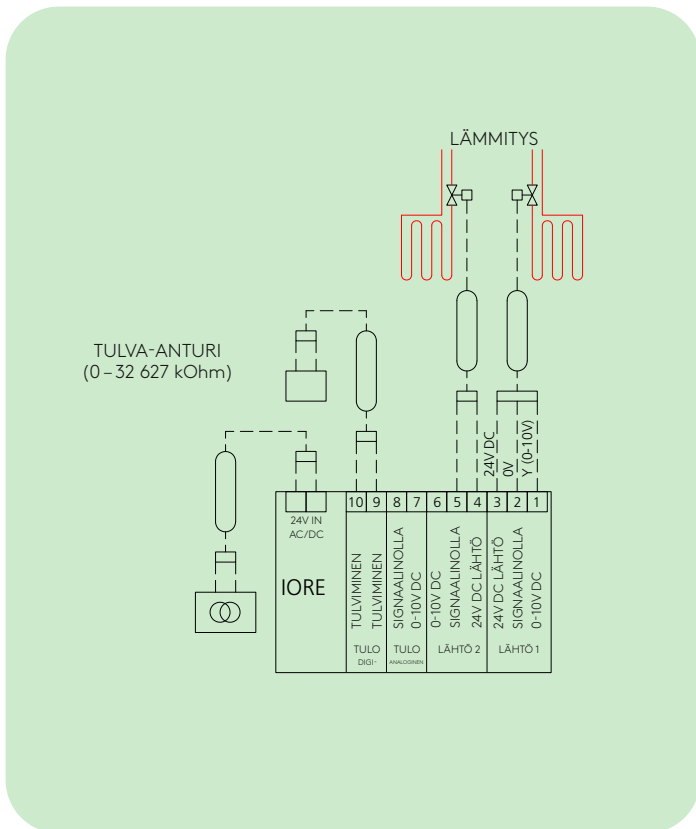 LÄMMITYS
TULVA-ANTURI
(0 – 32 627 kOhm)
24V DC
0V
Y (0-10V)
10 9 8 7 6 5 4 3 2 1
24V IN
AC/DC
IORE
TULVIMINEN
TULVIMINEN
SIGNAALINOLLA
0-10V DC
0-10V DC
SIGNAALINOLLA
24V DC LÄHTÖ
24V DC LÄHTÖ
SIGNAALINOLLA
0-10V DC
TULO
DIGI-
TULO
ANALOGINEN
LÄHTÖ 2
LÄHTÖ 1